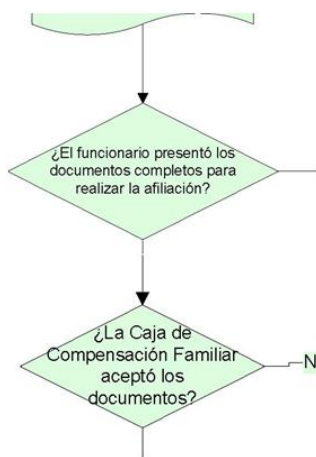 ¿El funcionario presentó los
documentos completos para
realizar la afiliación?
¿La Caja de
Compensación Familiar
aceptó los
documentos?
N